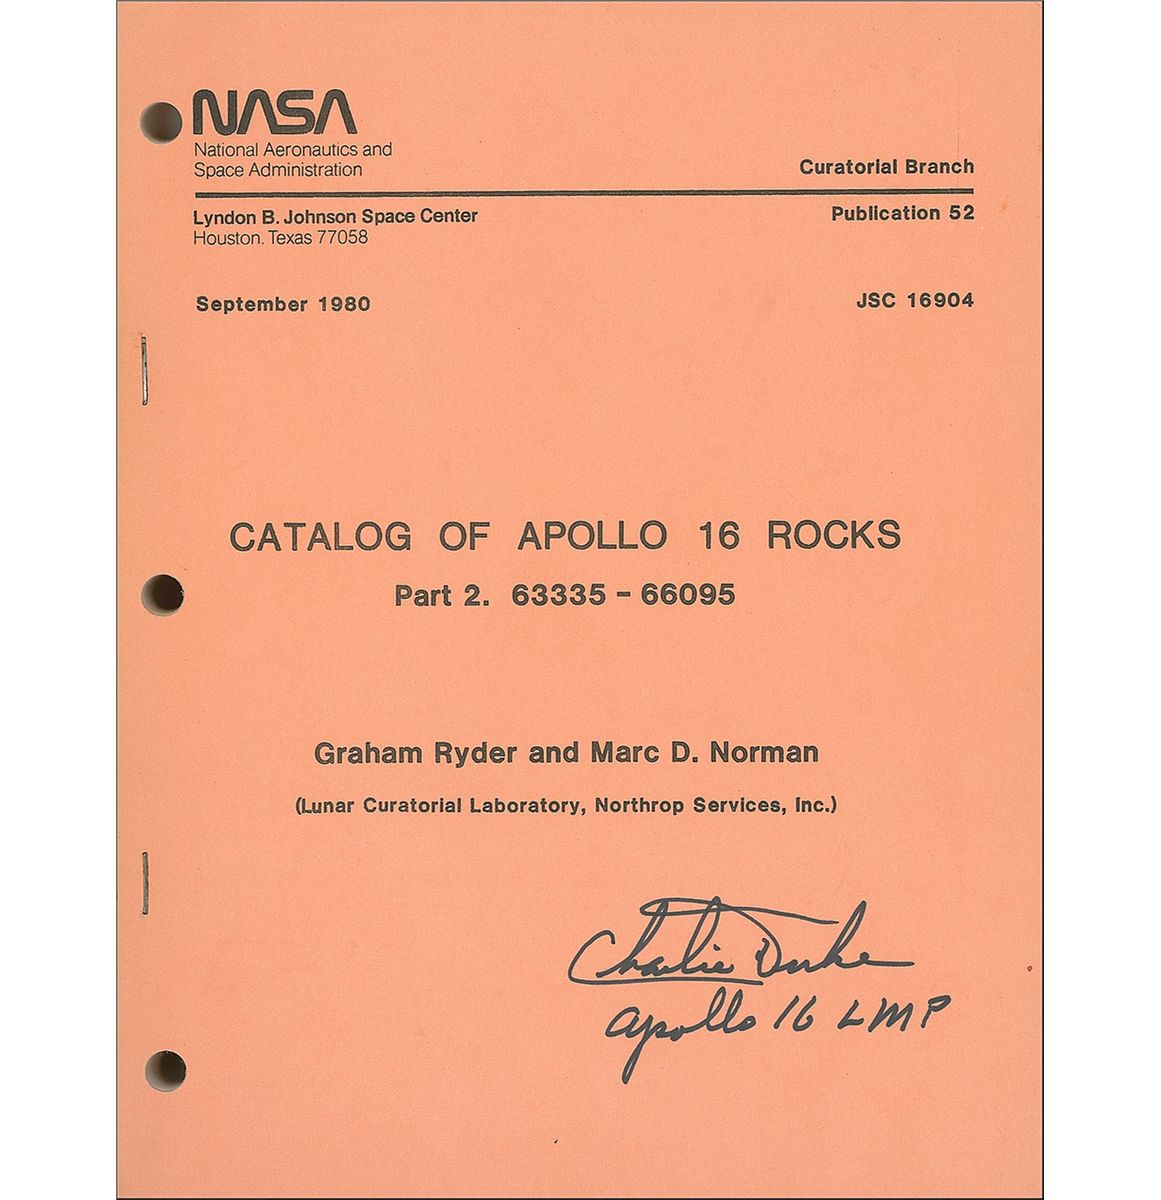 NASA
National Aeronautics and
Space Administration
Curatorial Branch
Lyndon B. Johnson Space Center
Houston. Texas 77058
Publication 52
September 1980
JSC 16904
CATALOG OF APOLLO 16 ROCKS
Part 2. 63335 - 66095
Graham Ryder and Marc D. Norman
(Lunar Curatorial Laboratory, Northrop Services, Inc.)
Charlie Duke
Apollo 16 LMP